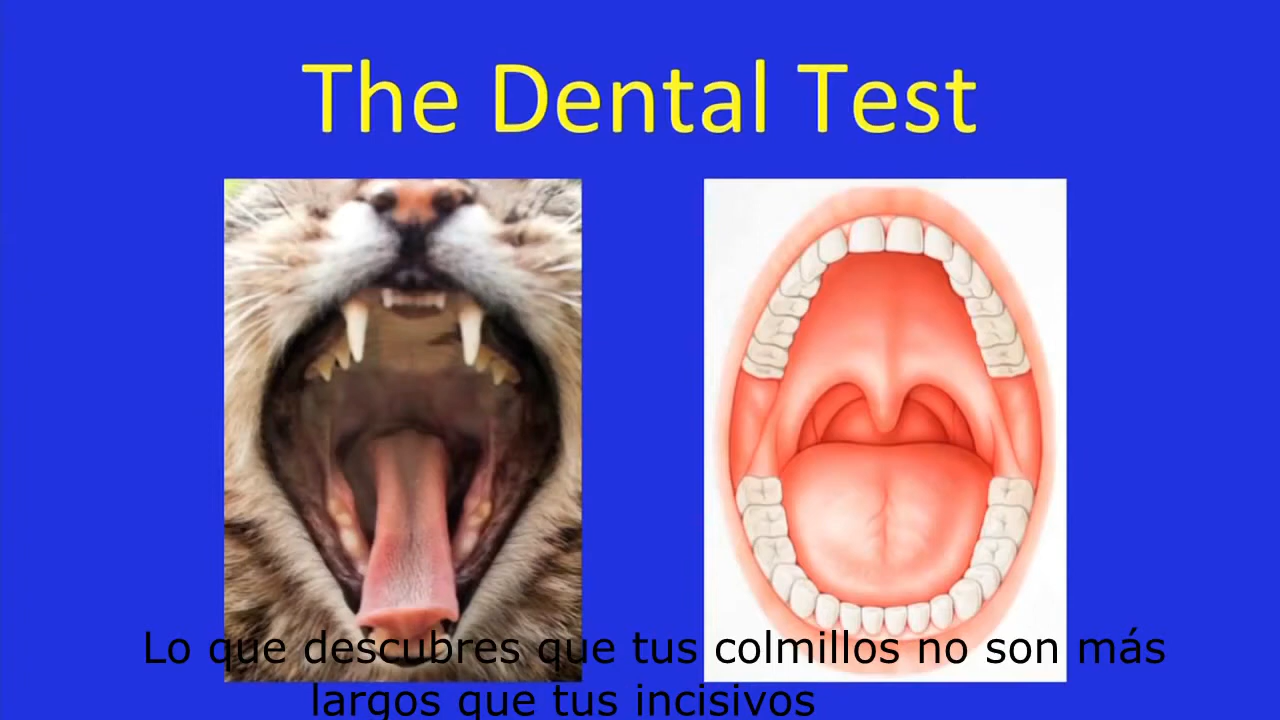 The Dental Test
Lo que descubres que tus colmillos no son más
largos que tus incisivos